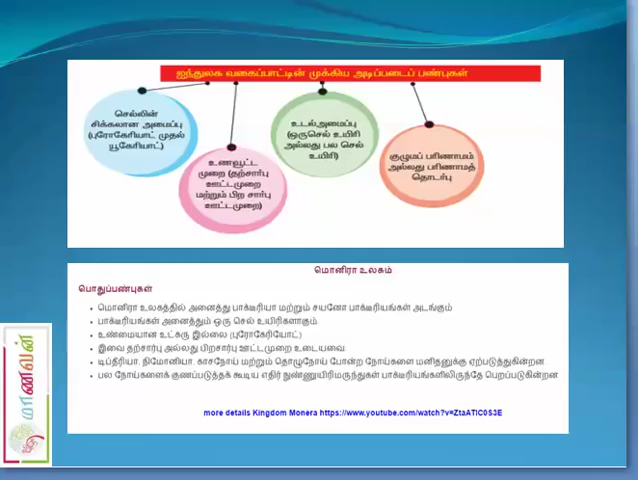 ஐந்துலக வகைப்பாட்டின் முக்கிய அடிப்படைப் பண்புகள்
செல்லின்
சிக்கலான அமைப்பு
(புரோகேரியாட் முதல்
யூகேரியாட்)
உணவூட்ட
முறை (தற்சார்பு
ஊட்டமுறை
மற்றும் பிற சார்பு
ஊட்டமுறை)
உடல்அமைப்பு
(ஒருசெல் உயிரி
அல்லது பல செல்
உயிரி)
குழுமப் பரிணாமம்
அல்லது பரிணாமத்
தொடர்பு
மொனிரா உலகம்
பொதுப்பண்புகள்
மொனிரா உலகத்தில் அனைத்து பாக்டீரியா மற்றும் சயனோ பாக்டீரியங்கள் அடங்கும்
பாக்டீரியங்கள் அனைத்தும் ஒரு செல் உயிரிகளாகும்.
உண்மையான உட்கரு இல்லை (புரோகேரியோட்)
இவை தற்சார்பு அல்லது பிறசார்பு ஊட்டமுறை உடையவை.
டிப்தீரியா, நிமோனியா, காசநோய் மற்றும் தொழுநோய் போன்ற நோய்களை மனிதனுக்கு ஏற்படுத்துகின்றன.
பல நோய்களைக் குணப்படுத்தக் கூடிய எதிர் நுண்ணுயிரிமருந்துகள் பாக்டீரியங்களிலிருந்தே பெறப்படுகின்றன
more details Kingdom Monera https://www.youtube.com/watch?v=ZtaATIC0S3E
மாணவன்